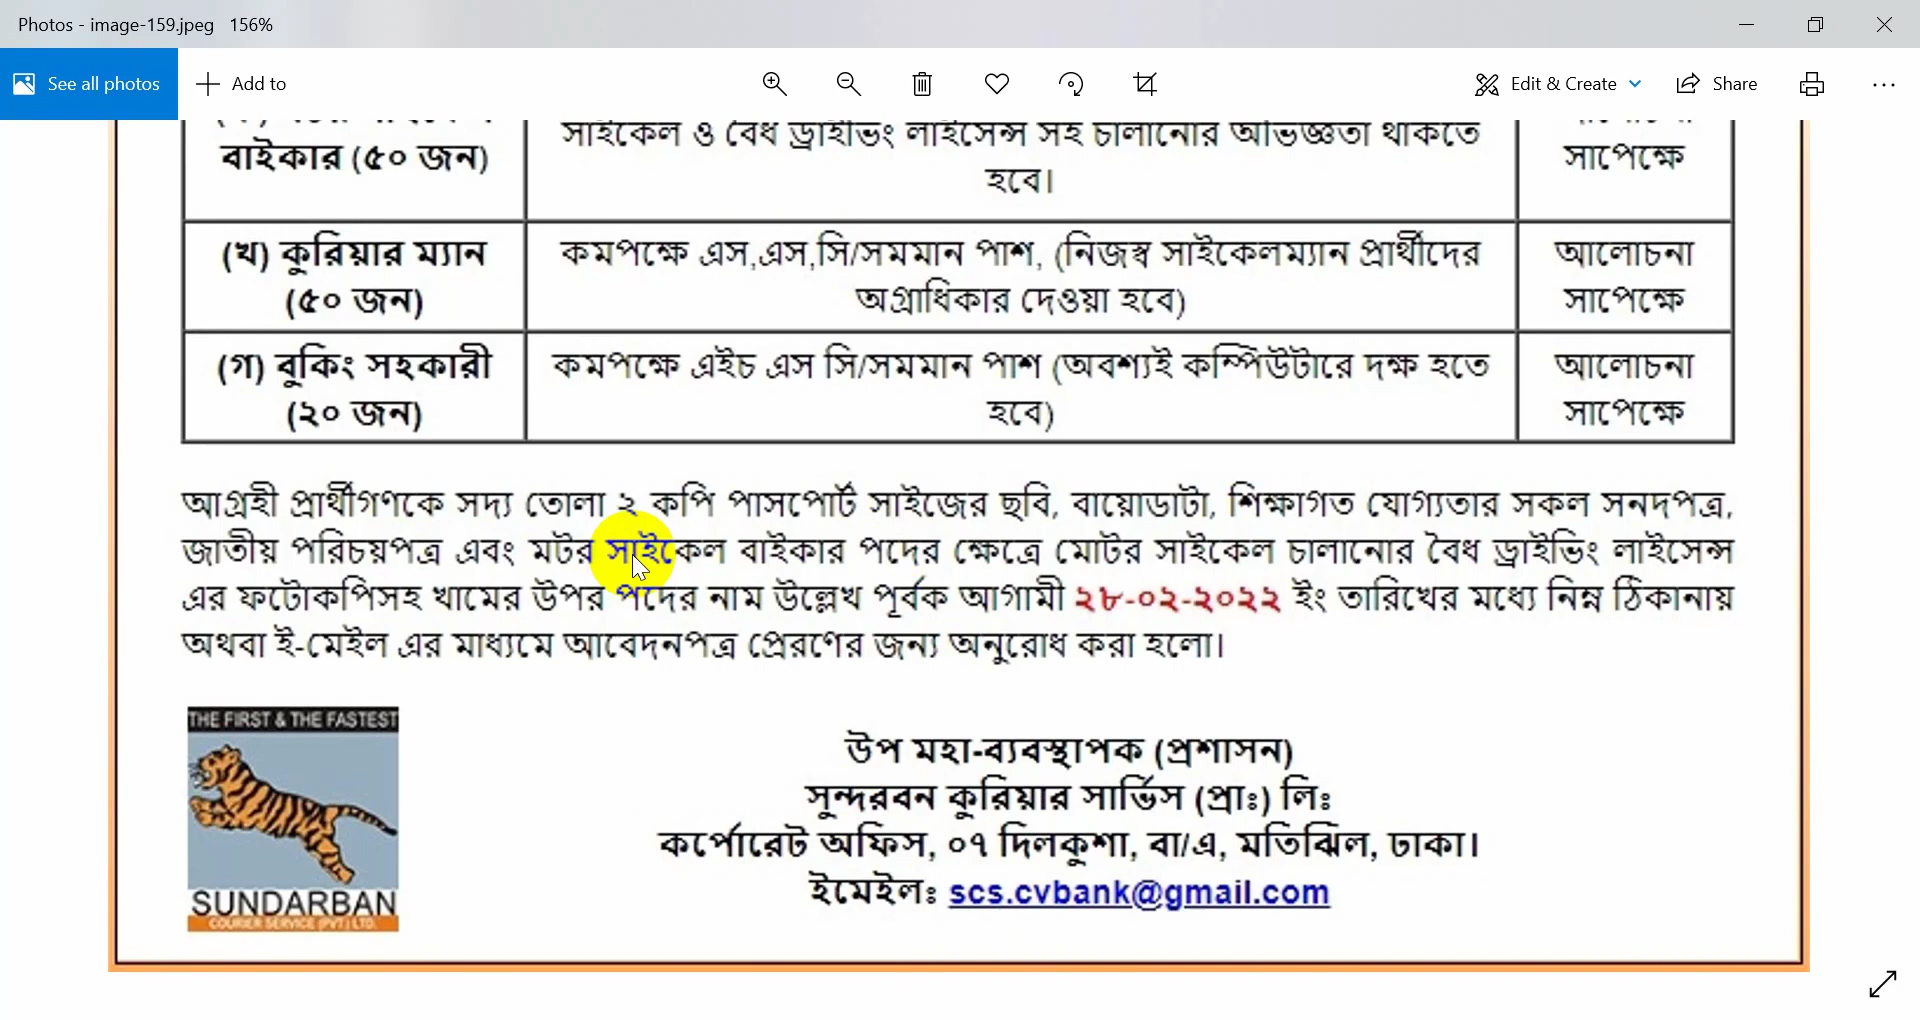 Photos - image-159.jpeg 156%
See all photos
Add to
Edit & Create
Share
বাইকার (৫০ জন)
সাইকেল ও বৈধ ড্রাইভিং লাইসেন্স সহ চালানোর অভিজ্ঞতা থাকতে
হবে।
সাপেক্ষে
(খ) কুরিয়ার ম্যান
(৫০ জন)
কমপক্ষে এস,এস,সি/সমমান পাশ, (নিজস্ব সাইকেলম্যান প্রার্থীদের
অগ্রাধিকার দেওয়া হবে)
আলোচনা
সাপেক্ষে
(গ) বুকিং সহকারী
(২০ জন)
কমপক্ষে এইচ এস সি/সমমান পাশ (অবশ্যই কম্পিউটারে দক্ষ হতে
হবে)
আলোচনা
সাপেক্ষে
আগ্রহী প্রার্থীগণকে সদ্য তোলা ২ কপি পাসপোর্ট সাইজের ছবি, বায়োডাটা, শিক্ষাগত যোগ্যতার সকল সনদপত্র,
জাতীয় পরিচয়পত্র এবং মটর সাইকেল বাইকার পদের ক্ষেত্রে মোটর সাইকেল চালানোর বৈধ ড্রাইভিং লাইসেন্স
এর ফটোকপিসহ খামের উপর পদের নাম উল্লেখ পূর্বক আগামী ২৮-০২-২০২২ ইং তারিখের মধ্যে নিম্ন ঠিকানায়
অথবা ই-মেইল এর মাধ্যমে আবেদনপত্র প্রেরণের জন্য অনুরোধ করা হলো।
THE FIRST & THE FASTEST
SUNDARBAN
COURIER SERVICE (PVT) LTD.
উপ মহা-ব্যবস্থাপক (প্রশাসন)
সুন্দরবন কুরিয়ার সার্ভিস (প্রাঃ) লিঃ
কর্পোরেট অফিস, ০৭ দিলকুশা, বা/এ, মতিঝিল, ঢাকা।
ইমেইলঃ scs.cvbank@gmail.com